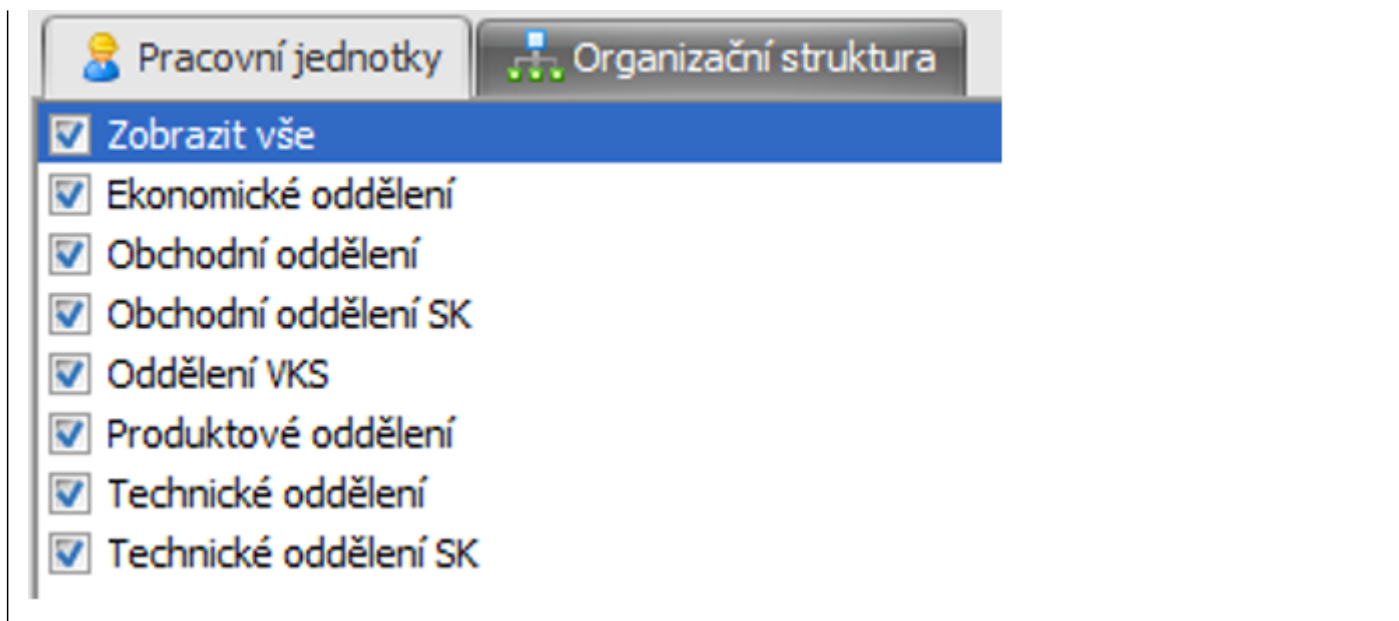 Pracovní jednotky Organizační struktura
Zobrazit vše
Ekonomické oddělení
Obchodní oddělení
Obchodní oddělení SK
Oddělení VKS
Produktové oddělení
Technické oddělení
Technické oddělení SK